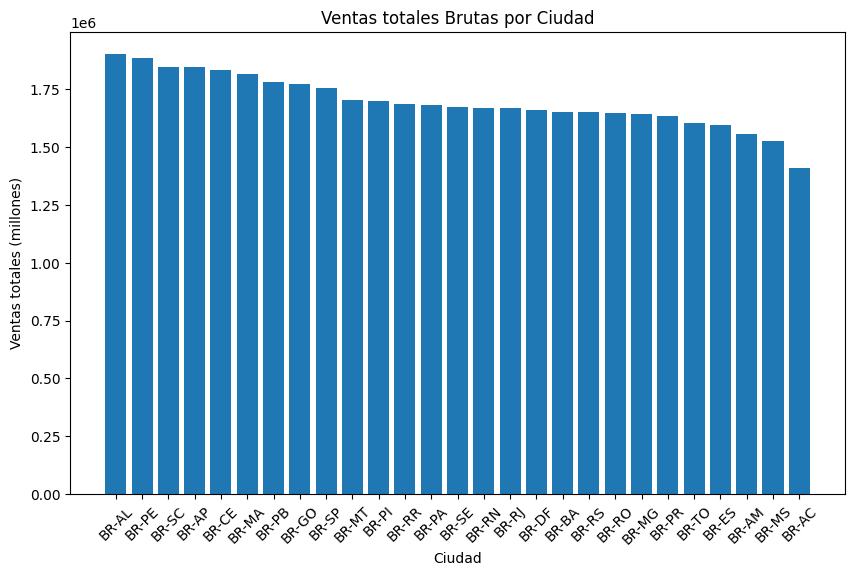 Ventas totales Brutas por Ciudad
1e6
1.75
1.50
1.25
1.00
0.75
0.50
0.25
0.00
Ventas totales (millones)
BR-AL
BR-PE
BR-SC
BR-AP
BR-CE
BR-MA
BR-PB
BR-GO
BR-SP
BR-MT
BR-PI
BR-RR
BR-PA
BR-SE
BR-RN
BR-RJ
BR-DF
BR-BA
BR-RS
BR-RO
BR-MG
BR-PR
BR-TO
BR-ES
BR-AM
BR-MS
BR-AC
Ciudad